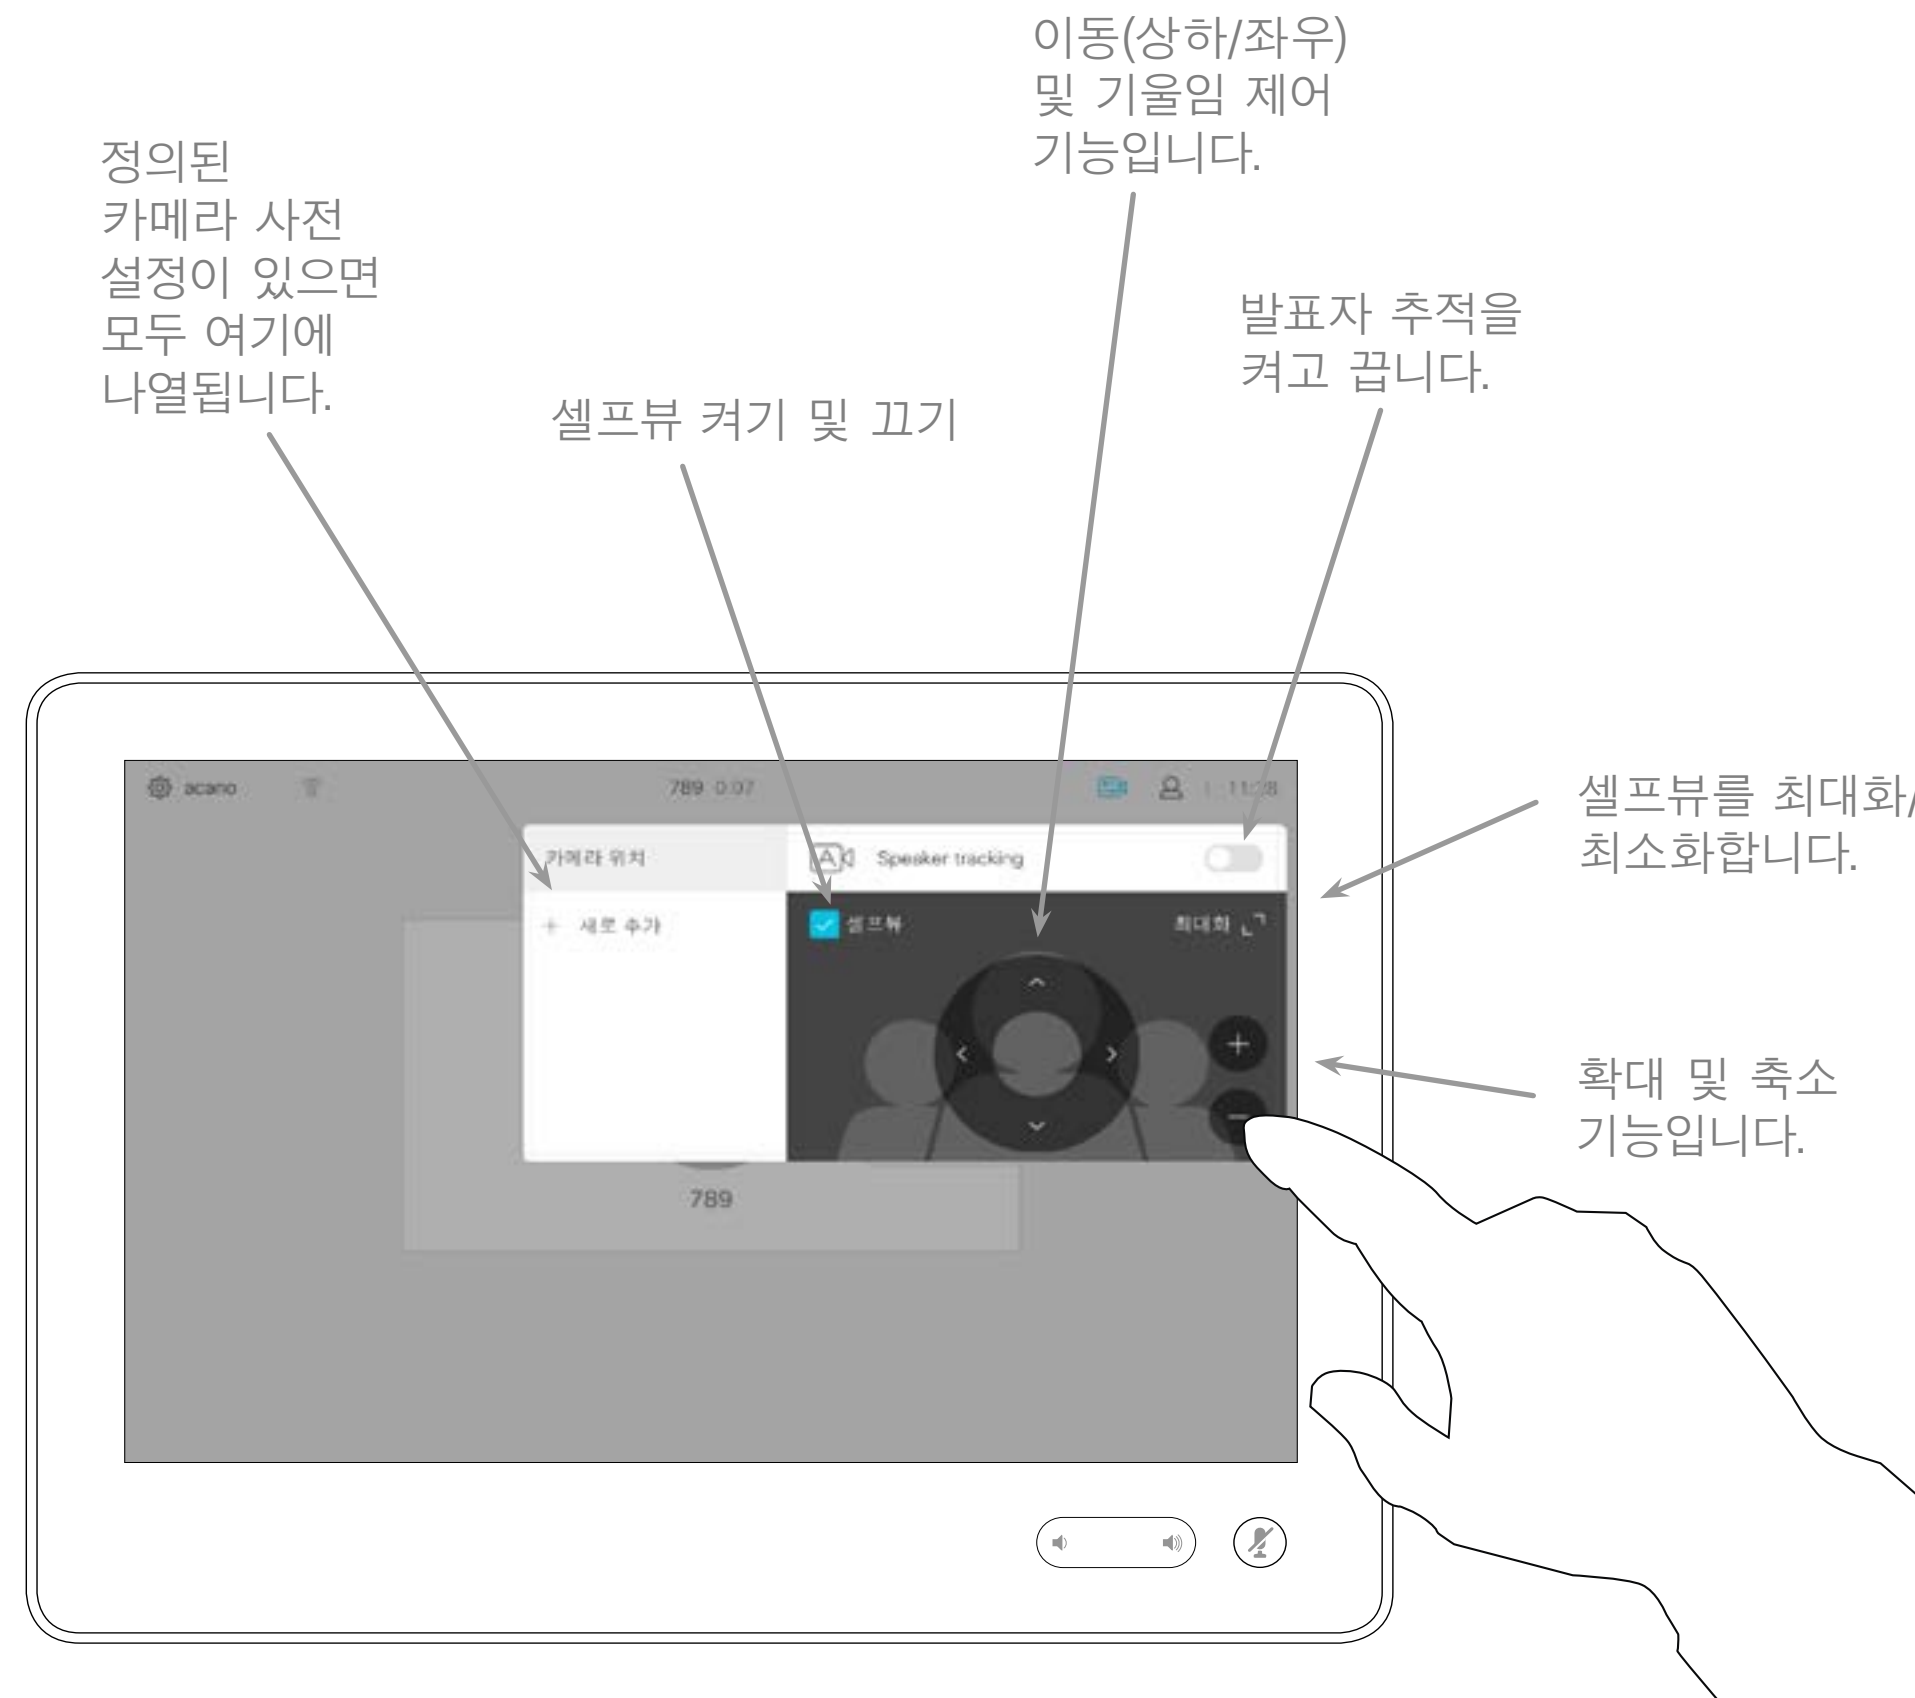 이동(상하/좌우)
및 기울임 제어
기능입니다.
정의된
카메라 사전
설정이 있으면
모두 여기에
나열됩니다.
발표자 추적을
켜고 끕니다.
셀프뷰 켜기 및 끄기
셀프뷰를 최대화/
최소화합니다.
확대 및 축소
기능입니다.
acano
789 0:07
카메라 위치
Speaker tracking
+ 새로 추가
셀프뷰
최대화
789